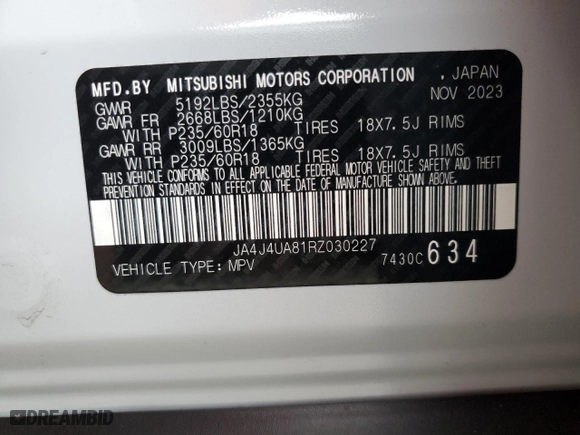 MFD.BY MITSUBISHI MOTORS CORPORATION , JAPAN
GWWR 5192LBS/2355KG NOV 2023
GAWR FR 2668LBS/1210KG
WITH P235/60R18 TIRES 18X7.5J RIMS
GAWR RR 3009LBS/1365KG
WITH P235/60R18 TIRES 18X7.5J RIMS
THIS VEHICLE CONFORMS TO ALL APPLICABLE FEDERAL MOTOR VEHICLE SAFETY AND THEFT
PREVENTION STANDARDS IN EFFECT ON THE DATE OF MANUFACTURE SHOWN ABOVE.
JA4J4UA81RZ030227
VEHICLE TYPE: MPV 7430C 634
DREAMBID